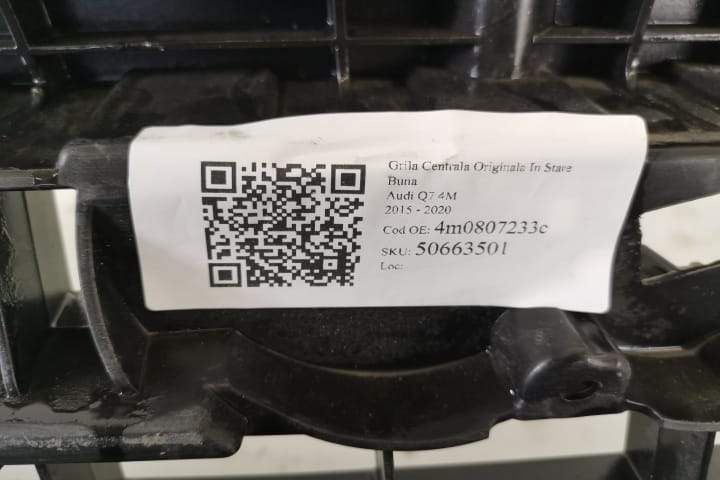 Grila Centrala Originala In Stare
Buna
Audi Q7 4M
2015 - 2020
Cod OE: 4m0807233c
SKU: 50663501
Loc: